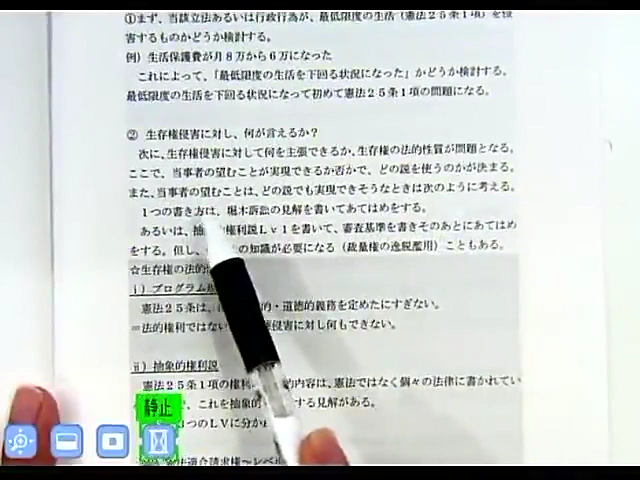 ①まず、当該立法あるいは行政行為が、最低限度の生活（憲法２５条１項）を侵
害するものかどうか検討する。
例）生活保護費が月８万から６万になった
これによって、「最低限度の生活を下回る状況になった」かどうか検討する。
最低限度の生活を下回る状況になって初めて憲法２５条１項の問題になる。
② 生存権侵害に対し、何が言えるか？
次に、生存権侵害に対して何を主張できるか、生存権の法的性質が問題となる。
ここで、当事者の望むことが実現できるか否かで、どの説を使うのかが決まる。
また、当事者の望むことは、どの説でも実現できそうなときは次のように考える。
１つの書き方は、堀木訴訟の見解を書いてあてはめをする。
あるいは、抽 権利説Ｌｖ１を書いて、審査基準を書きそのあとにあてはめ
をする。但し、 の知識が必要になる（裁量権の逸脱濫用）こともある。
☆生存権の法的
ⅰ）プログラム規
憲法２５条は、 的・道徳的義務を定めたにすぎない。
＝法的権利ではない 侵害に対し何もできない。
ⅱ）抽象的権利説
憲法２５条１項の権利 的内容は、憲法ではなく個々の法律に書かれてい
、これを抽象的 する見解がある。
１つのＬＶに分か
静止
法適合請求権～レベル